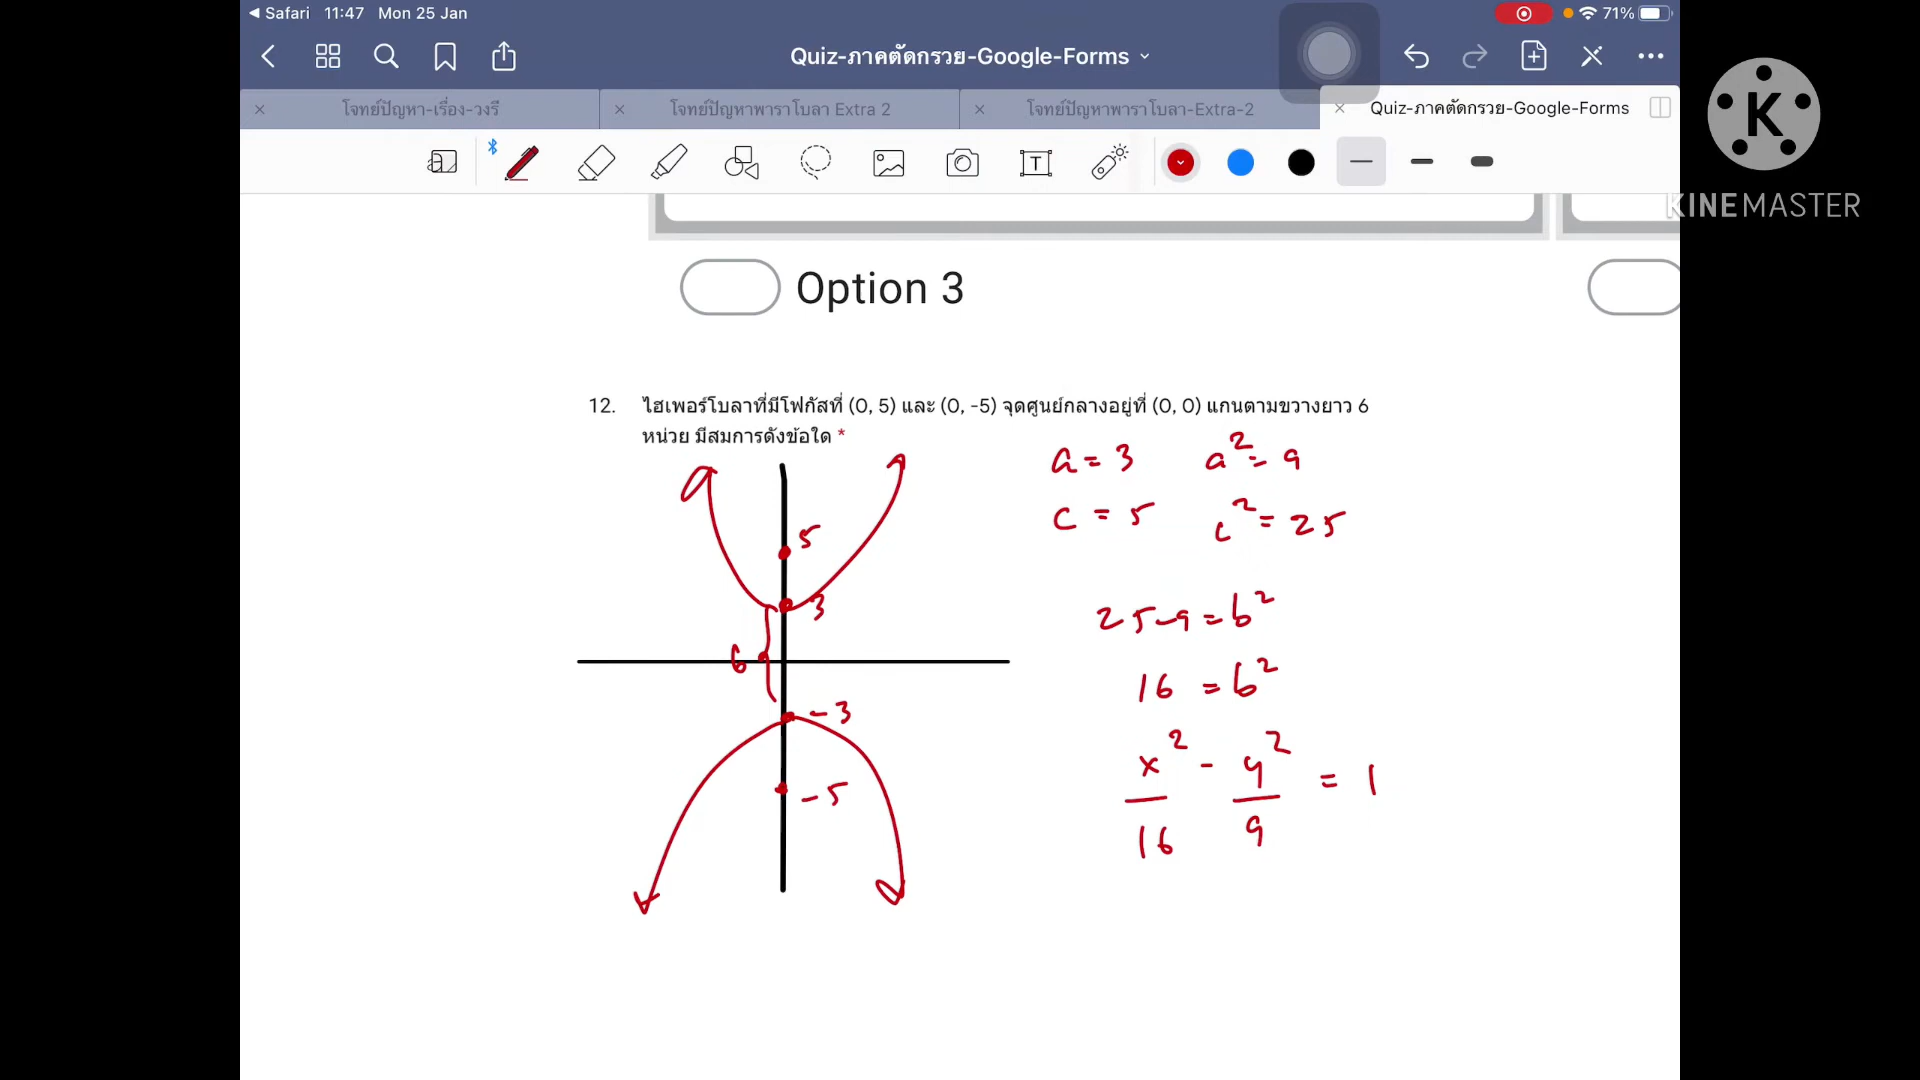 Safari 11:47 Mon 25 Jan 71%
Quiz-ภาคตัดกรวย-Google-Forms
โจทย์ปัญหา-เรื่อง-วงรี
โจทย์ปัญหาพาราโบลา Extra 2
โจทย์ปัญหาพาราโบลา-Extra-2
Quiz-ภาคตัดกรวย-Google-Forms
K
KINEMASTER
a
T
Option 3
12. ไฮเพอร์โบลาที่มีโฟกัสที่ (0, 5) และ (0, -5) จุดศูนย์กลางอยู่ที่ (0, 0) แกนตามขวางยาว 6
หน่วย มีสมการดังข้อใด *
a = 3 a² = 9
c = 5 c² = 25
5
3
6
-3
-5
25-9 = b²
16 = b²
x²/16 - y²/9 = 1